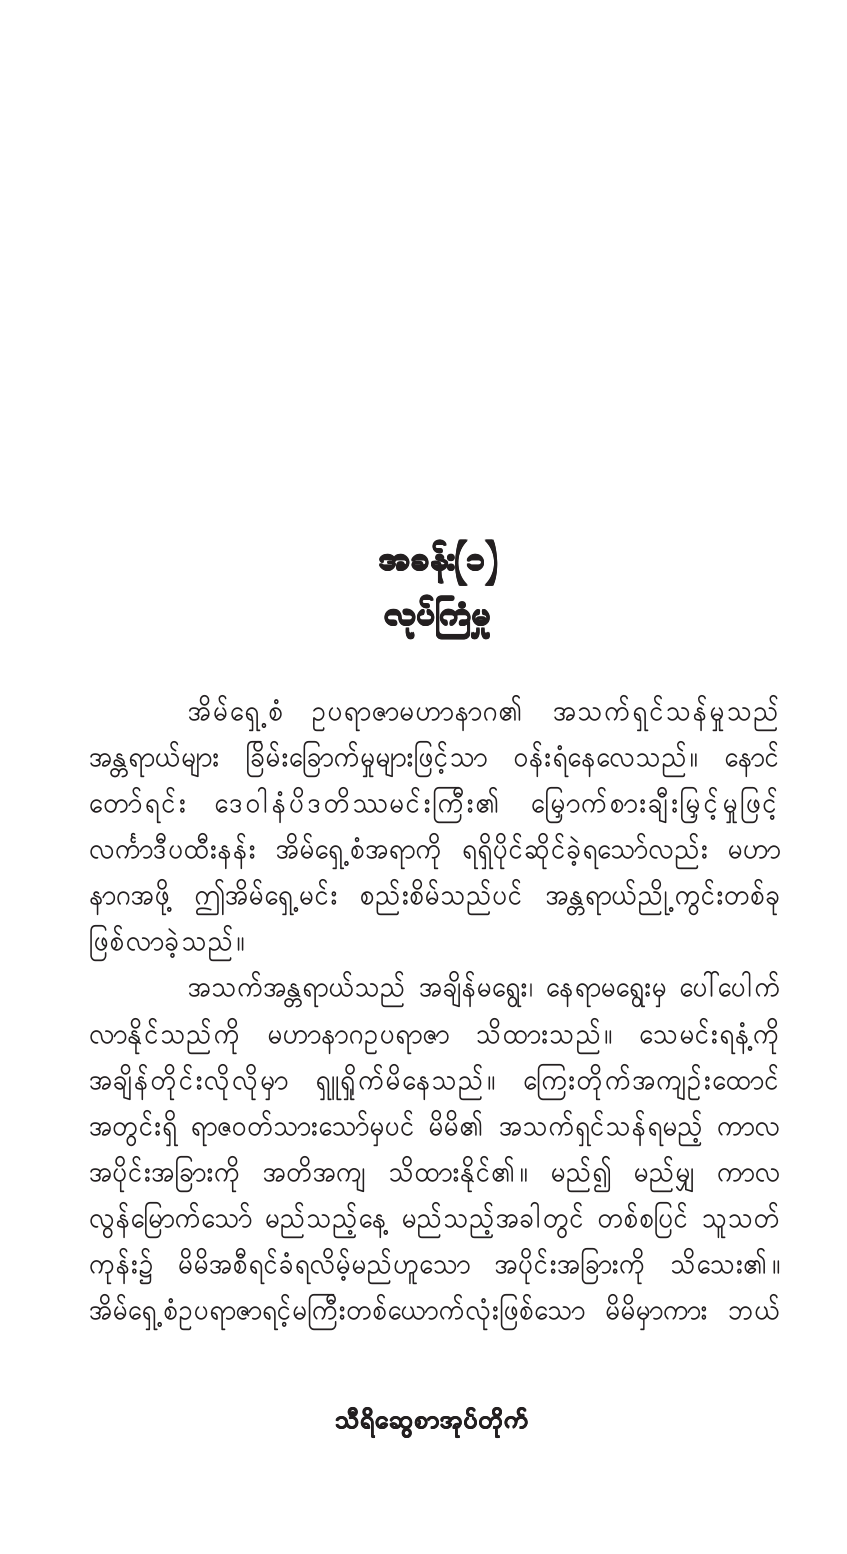 အခန်း(၁)
လုပ်ကြံမှု
အိမ်ရှေ့စံ ဥပရာဇာမဟာနာဂ၏ အသက်ရှင်သန်မှုသည်
အန္တရာယ်များ ခြိမ်းခြောက်မှုများဖြင့်သာ ဝန်းရံနေလေသည်။ နောင်
တော်ရင်း ဒေဝါနံပိဒတိဿမင်းကြီး၏ မြှောက်စားချီးမြှင့်မှုဖြင့်
လင်္ကာဒီပထီးနန်း အိမ်ရှေ့စံအရာကို ရရှိပိုင်ဆိုင်ခဲ့ရသော်လည်း မဟာ
နာဂအဖို့ ဤအိမ်ရှေ့မင်း စည်းစိမ်သည်ပင် အန္တရာယ်ညို့ကွင်းတစ်ခု
ဖြစ်လာခဲ့သည်။
အသက်အန္တရာယ်သည် အချိန်မရွေး၊ နေရာမရွေးမှ ပေါ်ပေါက်
လာနိုင်သည်ကို မဟာနာဂဥပရာဇာ သိထားသည်။ သေမင်းရနံ့ကို
အချိန်တိုင်းလိုလိုမှာ ရှူရှိုက်မိနေသည်။ ကြေးတိုက်အကျဉ်းထောင်
အတွင်းရှိ ရာဇဝတ်သားသော်မှပင် မိမိ၏ အသက်ရှင်သန်ရမည့် ကာလ
အပိုင်းအခြားကို အတိအကျ သိထားနိုင်၏။ မည်၍ မည်မျှ ကာလ
လွန်မြောက်သော် မည်သည့်နေ့ မည်သည့်အခါတွင် တစ်စပြင် သူသတ်
ကုန်း၌ မိမိအစီရင်ခံရလိမ့်မည်ဟူသော အပိုင်းအခြားကို သိသေး၏။
အိမ်ရှေ့စံဥပရာဇာရင့်မကြီးတစ်ယောက်လုံးဖြစ်သော မိမိမှာကား ဘယ်
သီရိဆွေစာအုပ်တိုက်